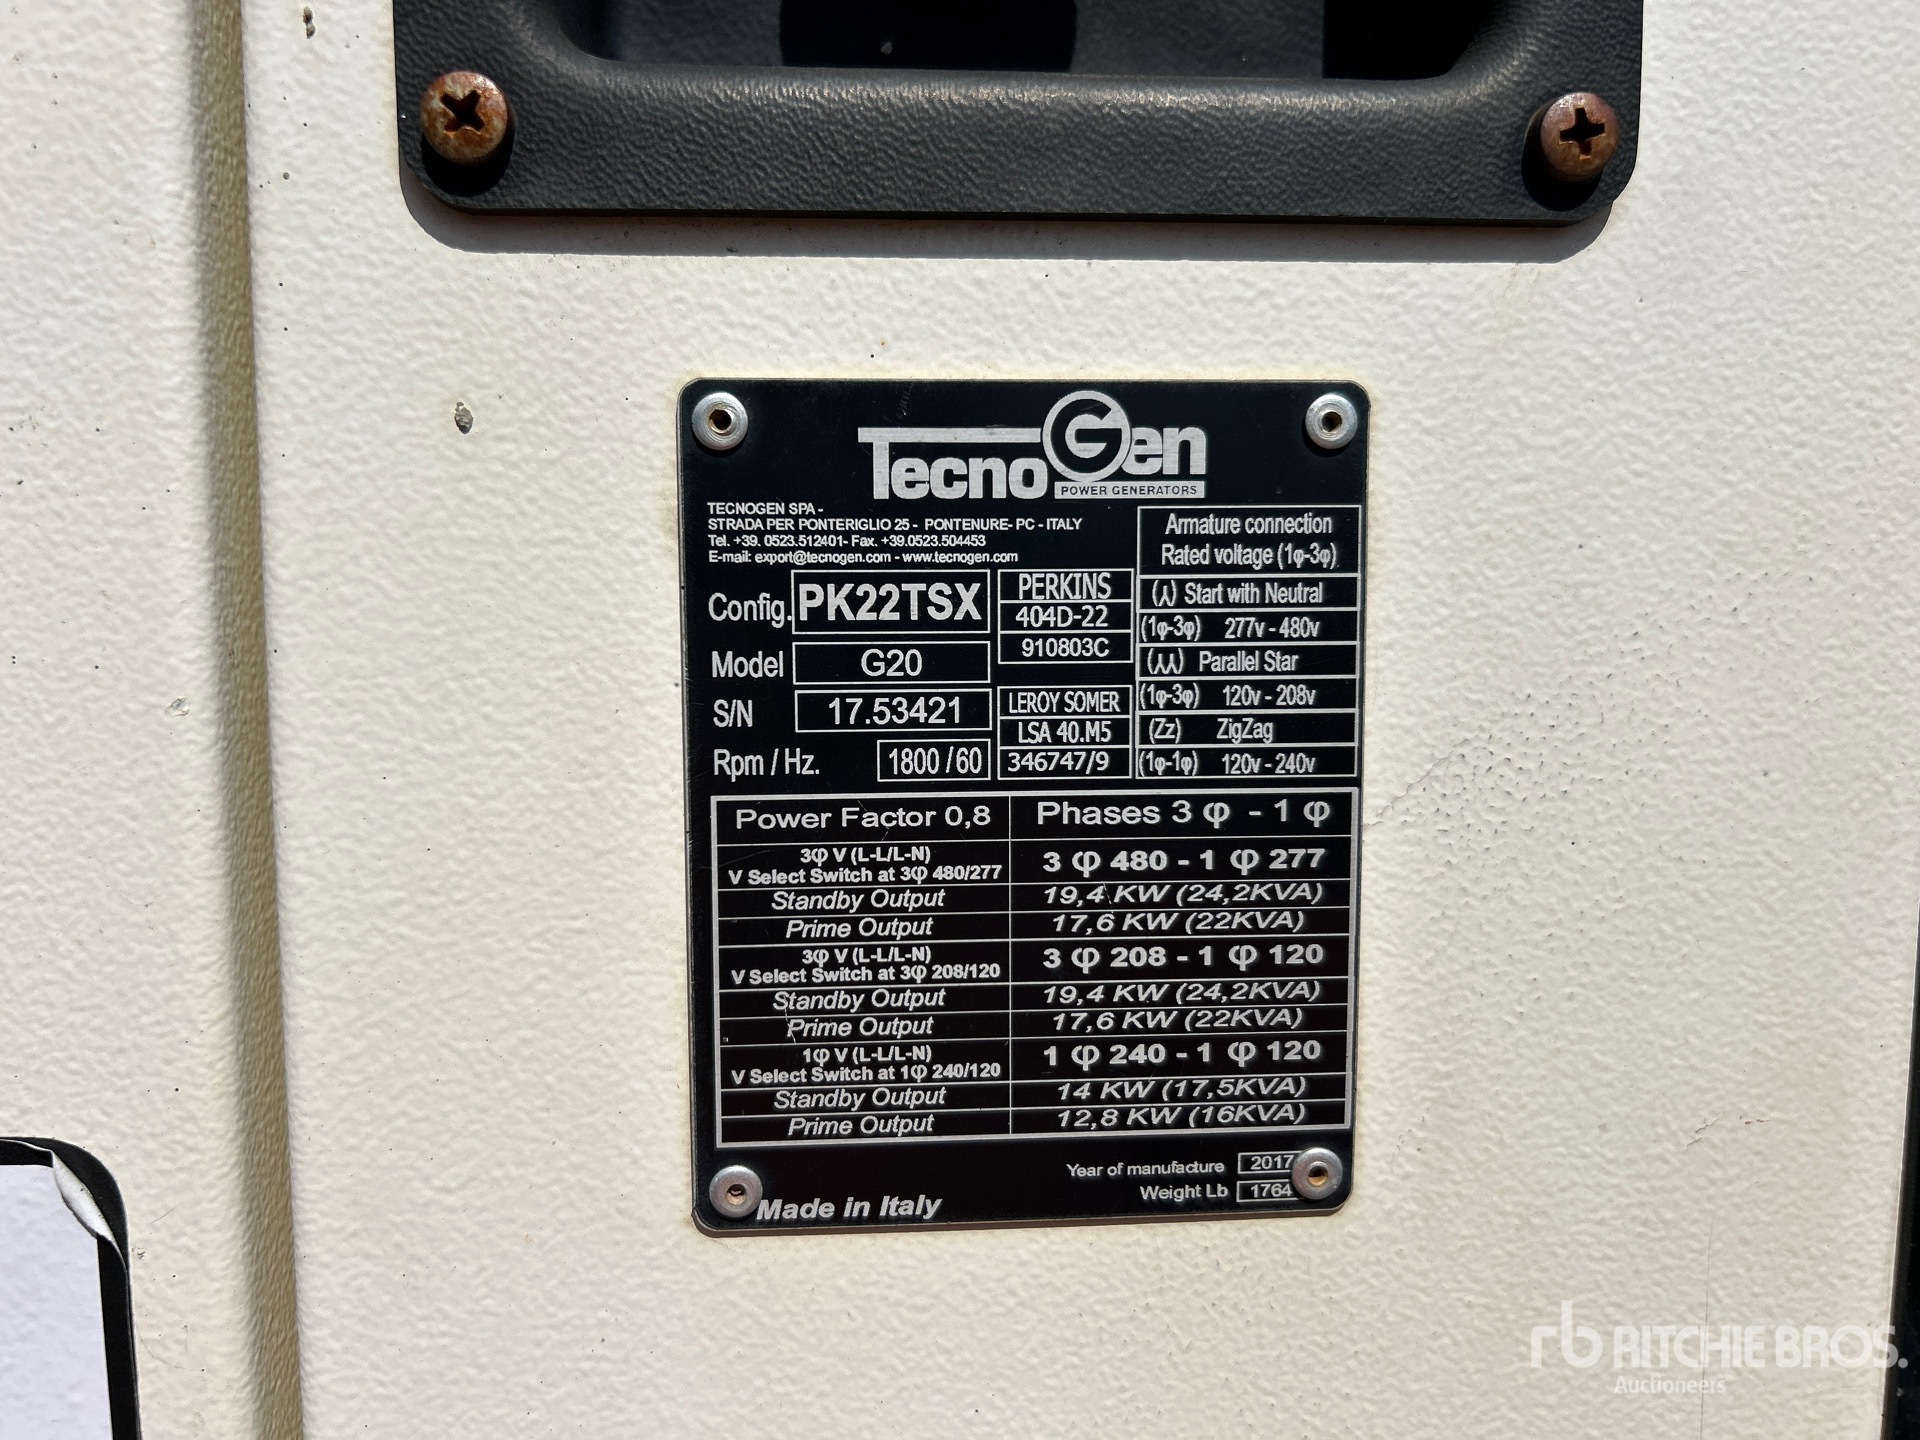 TecnoGen
POWER GENERATORS
TECNOGEN SPA -
STRADA PER PONTERIGLIO 25 - PONTENURE- PC - ITALY
Tel. +39. 0523.512401- Fax. +39.0523.504453
E-mail: export@tecnogen.com - www.tecnogen.com
Config. PK22TSX
Model G20
S/N 17.53421
Rpm / Hz. 1800 / 60
PERKINS
404D-22
910803C
LEROY SOMER
LSA 40.M5
346747/9
Armature connection
Rated voltage (1φ-3φ)
(⅄) Start with Neutral
(1φ-3φ) 277v - 480v
(⅄⅄) Parallel Star
(1φ-3φ) 120v - 208v
(Zz) ZigZag
(1φ-1φ) 120v - 240v
Power Factor 0,8 Phases 3 φ - 1 φ
3φ V (L-L/L-N)
V Select Switch at 3φ 480/277 3 φ 480 - 1 φ 277
Standby Output 19,4 KW (24,2KVA)
Prime Output 17,6 KW (22KVA)
3φ V (L-L/L-N)
V Select Switch at 3φ 208/120 3 φ 208 - 1 φ 120
Standby Output 19,4 KW (24,2KVA)
Prime Output 17,6 KW (22KVA)
1φ V (L-L/L-N)
V Select Switch at 1φ 240/120 1 φ 240 - 1 φ 120
Standby Output 14 KW (17,5KVA)
Prime Output 12,8 KW (16KVA)
Year of manufacture 2017
Weight Lb 1764
Made in Italy
rb RITCHIE BROS.
Auctioneers